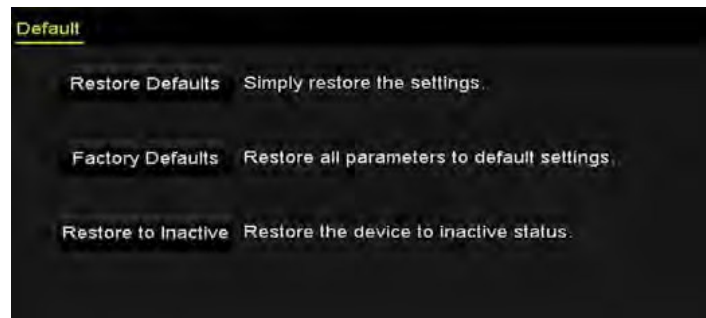 Default
Restore Defaults Simply restore the settings.
Factory Defaults Restore all parameters to default settings.
Restore to Inactive Restore the device to inactive status.